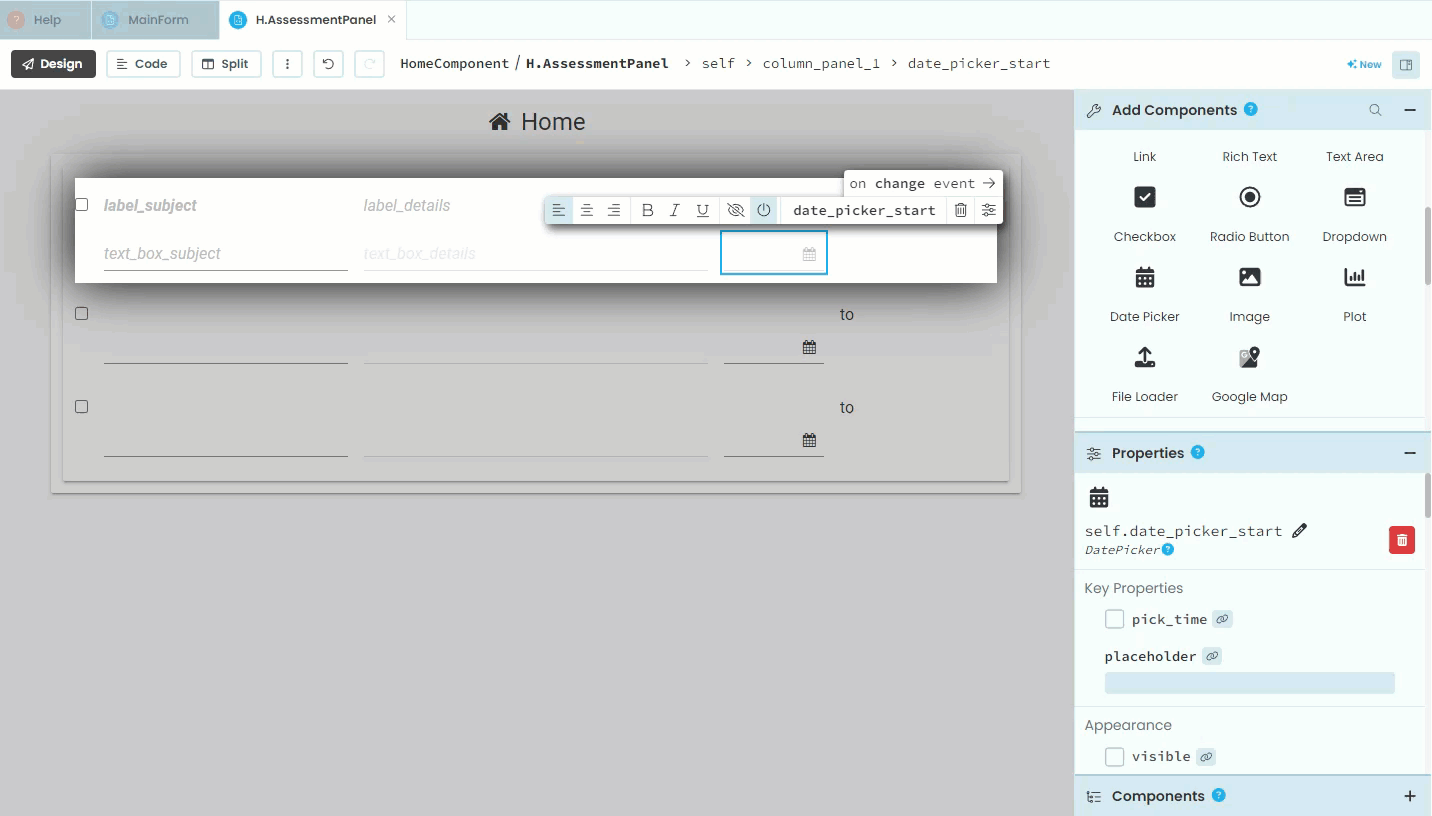 Help
MainForm
H.AssessmentPanel ×
Design
Code
Split
HomeComponent / H.AssessmentPanel > self > column_panel_1 > date_picker_start
New
Home
on change event →
label_subject
label_details
B I U
date_picker_start
text_box_subject
text_box_details
to
to
Add Components ?
Link
Rich Text
Text Area
Checkbox
Radio Button
Dropdown
Date Picker
Image
Plot
File Loader
Google Map
Properties ?
self.date_picker_start
DatePicker ?
Key Properties
pick_time
placeholder
Appearance
visible
Components ?